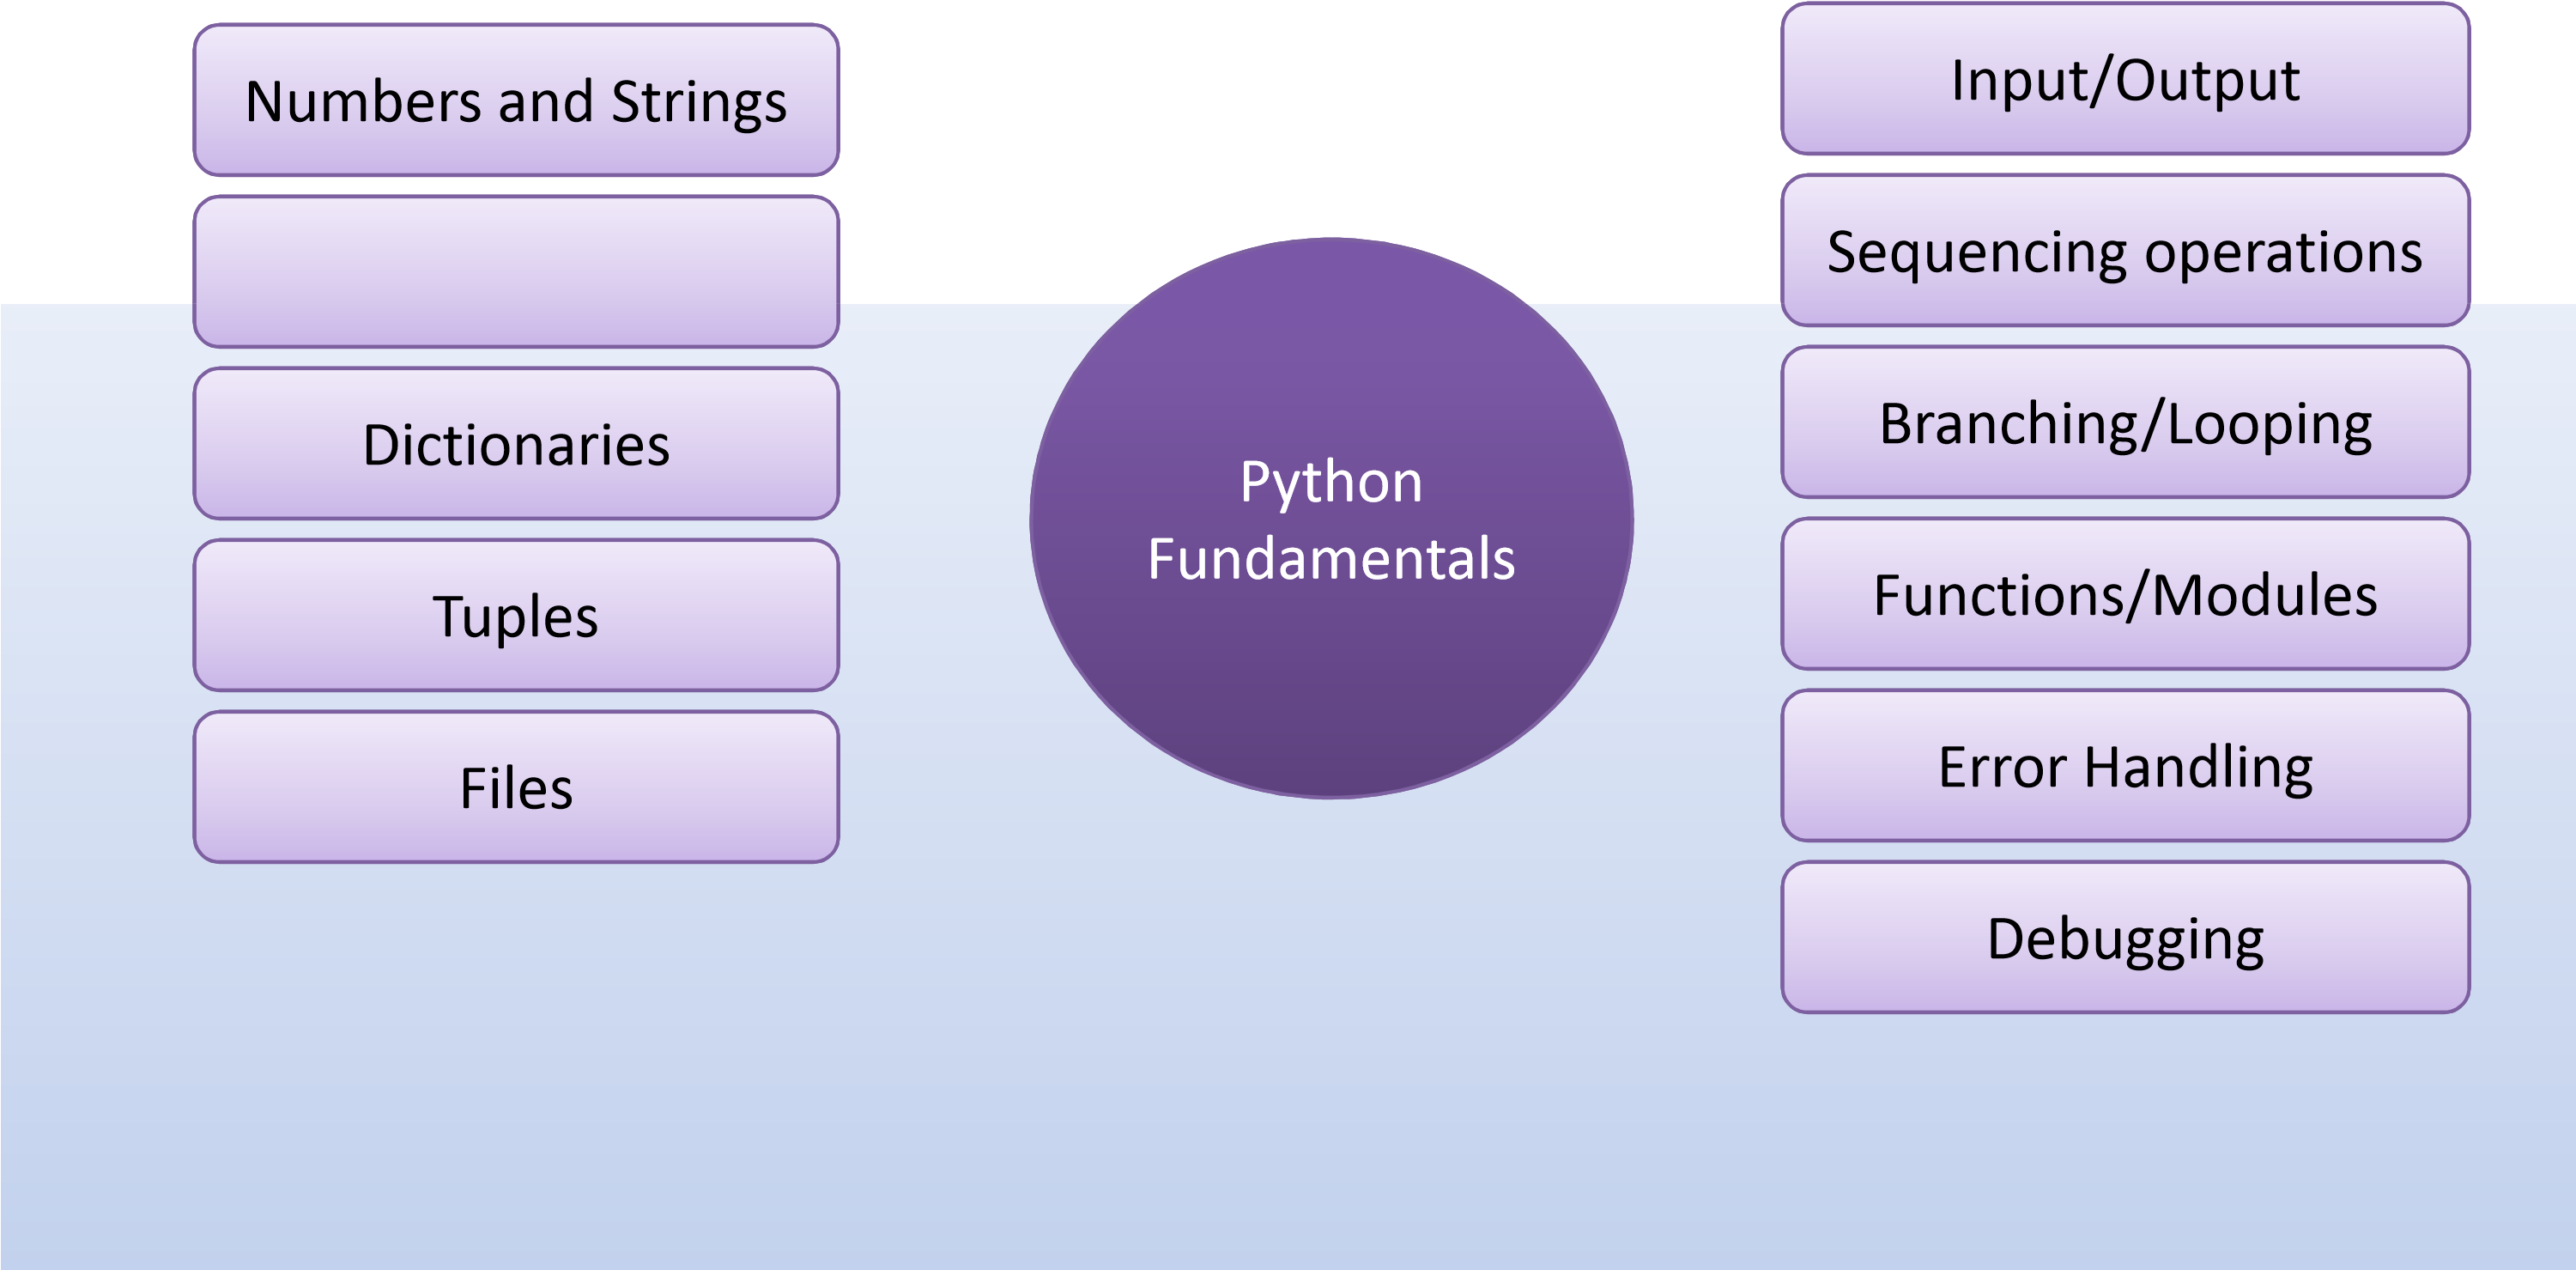 Numbers and Strings
Dictionaries
Tuples
Files
Python
Fundamentals
Input/Output
Sequencing operations
Branching/Looping
Functions/Modules
Error Handling
Debugging